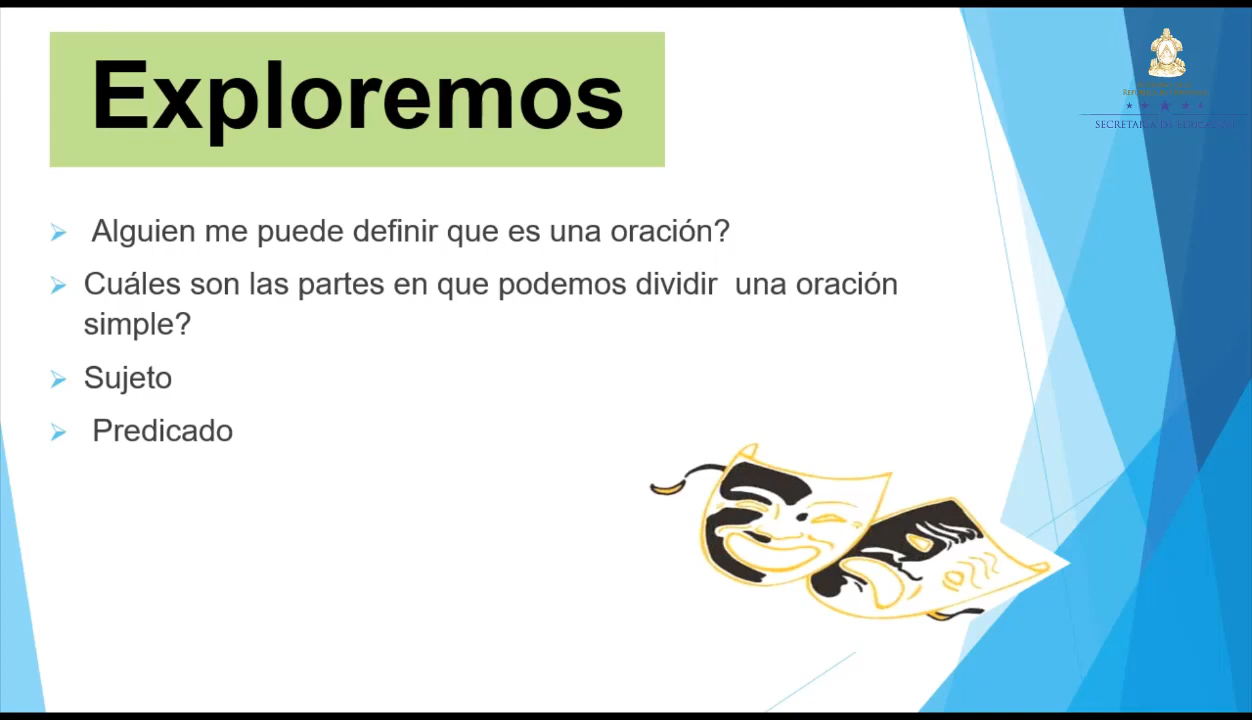 Exploremos
Alguien me puede definir que es una oración?
Cuáles son las partes en que podemos dividir una oración
simple?
Sujeto
Predicado
SECRETARÍA DE EDUCACIÓN